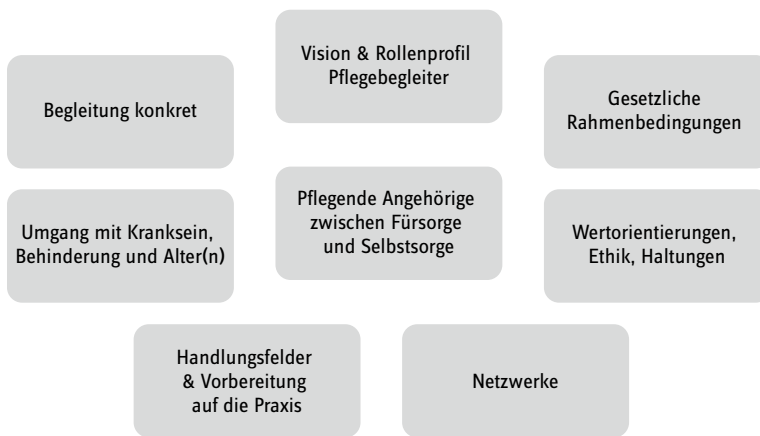 Vision & Rollenprofil
Pflegebegleiter
Begleitung konkret
Gesetzliche
Rahmenbedingungen
Pflegende Angehörige
zwischen Fürsorge
und Selbstsorge
Umgang mit Kranksein,
Behinderung und Alter(n)
Wertorientierungen,
Ethik, Haltungen
Handlungsfelder
& Vorbereitung
auf die Praxis
Netzwerke